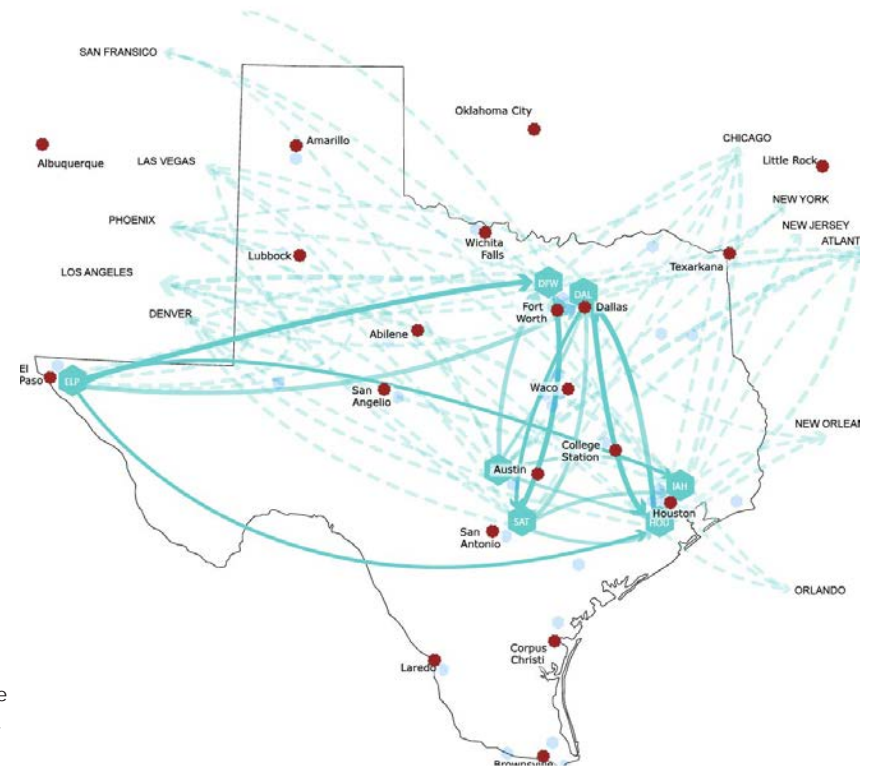 SAN FRANSICO
Oklahoma City
CHICAGO
Amarillo
Albuquerque
LAS VEGAS
Little Rock
NEW YORK
PHOENIX
NEW JERSEY
ATLANT
Wichita
Falls
Lubbock
Texarkana
LOS ANGELES
DFW
DAL
Fort
Worth
Dallas
DENVER
Abilene
El
Paso
ELP
San
Angelio
Waco
NEW ORLEAN
College
Station
Austin
IAH
Houston
HOU
SAT
San
Antonio
ORLANDO
Corpus
Christi
Laredo
e
Brownsville